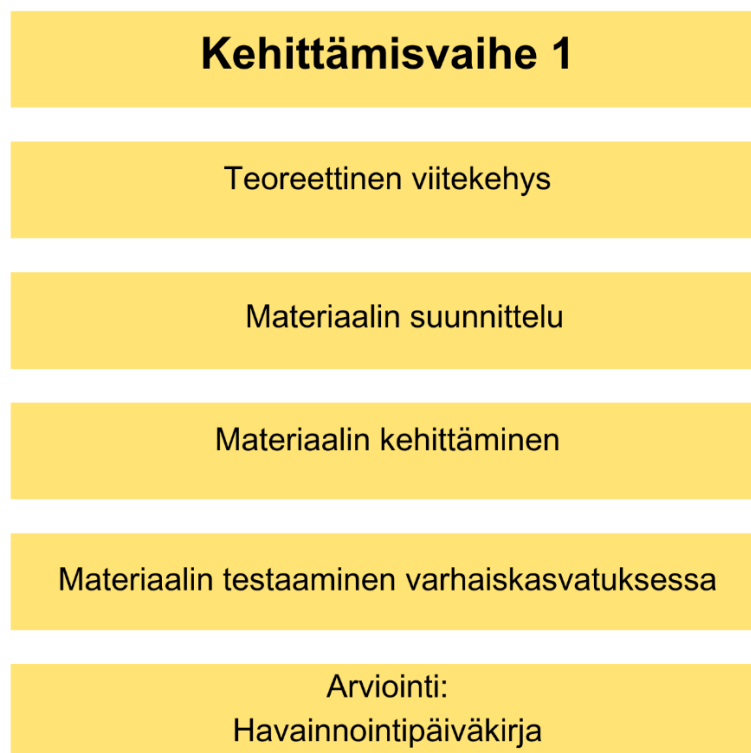 Kehittämisvaihe 1
Teoreettinen viitekehys
Materiaalin suunnittelu
Materiaalin kehittäminen
Materiaalin testaaminen varhaiskasvatuksessa
Arviointi:
Havainnointipäiväkirja